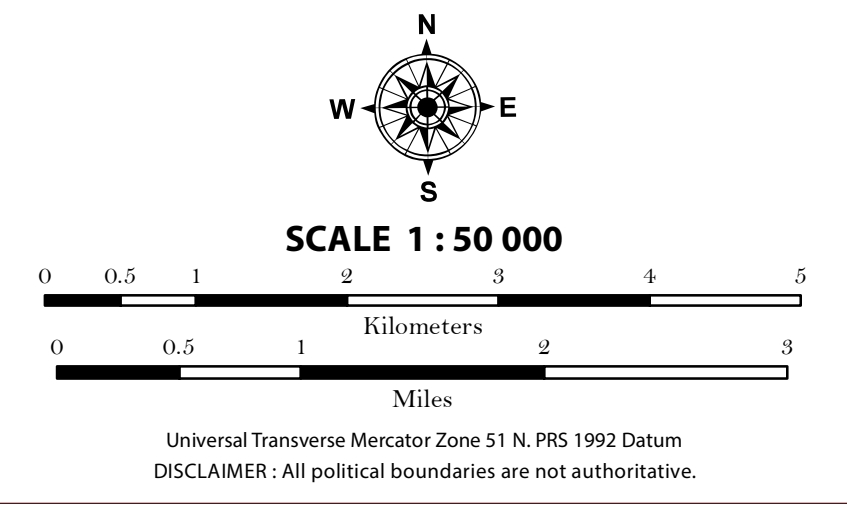 N
W E
S
SCALE 1 : 50 000
0 0.5 1 2 3 4 5
Kilometers
0 0.5 1 2 3
Miles
Universal Transverse Mercator Zone 51 N. PRS 1992 Datum
DISCLAIMER : All political boundaries are not authoritative.